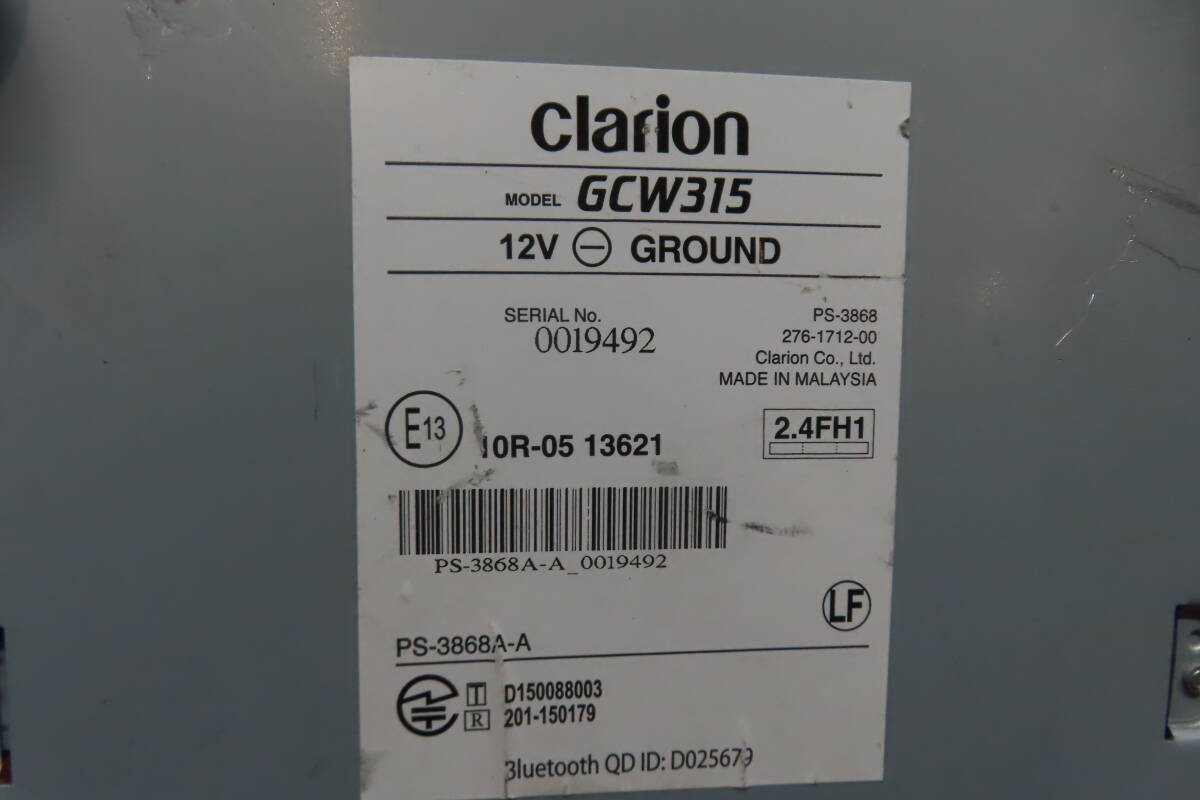 clarion
MODEL GCW315
12V ⊖ GROUND
SERIAL No.
0019492
PS-3868
276-1712-00
Clarion Co., Ltd.
MADE IN MALAYSIA
E13
10R-05 13621
2.4FH1
PS-3868A-A_0019492
LF
PS-3868A-A
T D150088003
R 201-150179
Bluetooth QD ID: D025679